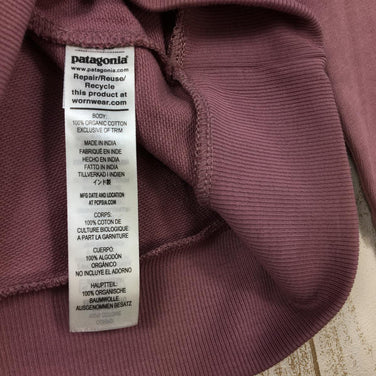 patagonia
www.patagonia.com
Repair/Reuse/
Recycle
this product at
wornwear.com
BODY:
100% ORGANIC COTTON
EXCLUSIVE OF TRIM
MADE IN INDIA
FABRIQUÉ EN INDE
HECHO EN INDIA
FATTO IN INDIA
TILLVERKAD I INDIEN
インド製
MFG DATE AND LOCATION
AT PCPSIA.COM
CORPS:
100% COTON DE
CULTURE BIOLOGIQUE
À PART LA GARNITURE
CUERPO:
100% ALGODÓN
ORGÁNICO
NO INCLUYE EL ADORNO
HAUPTTEIL:
100% ORGANISCHE
BAUMWOLLE
AUSGENOMMEN BESATZ